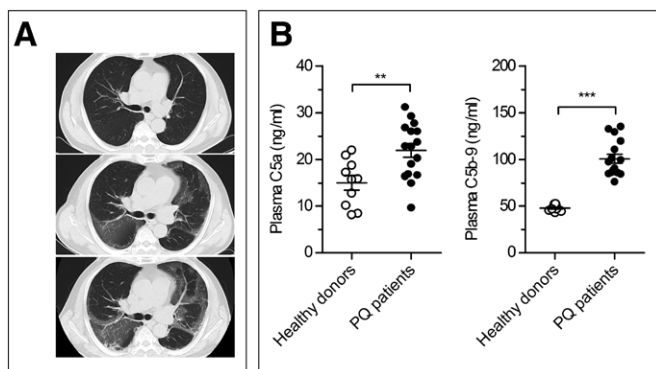 A
B
40
30
20
10
0
Plasma C5a (ng/ml)
**
Healthy donors
PQ patients
200
150
100
50
0
Plasma C5b-9 (ng/ml)
***
Healthy donors
PQ patients